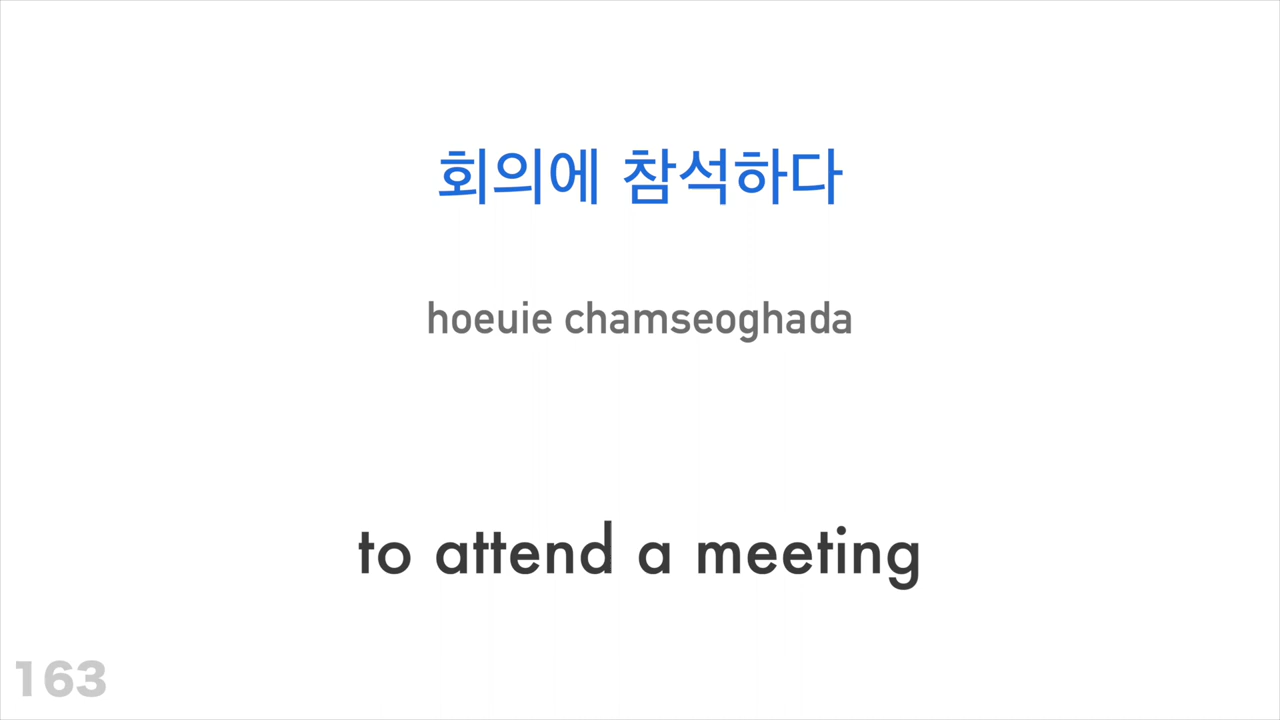 회의에 참석하다
hoeuie chamseoghada
to attend a meeting
163